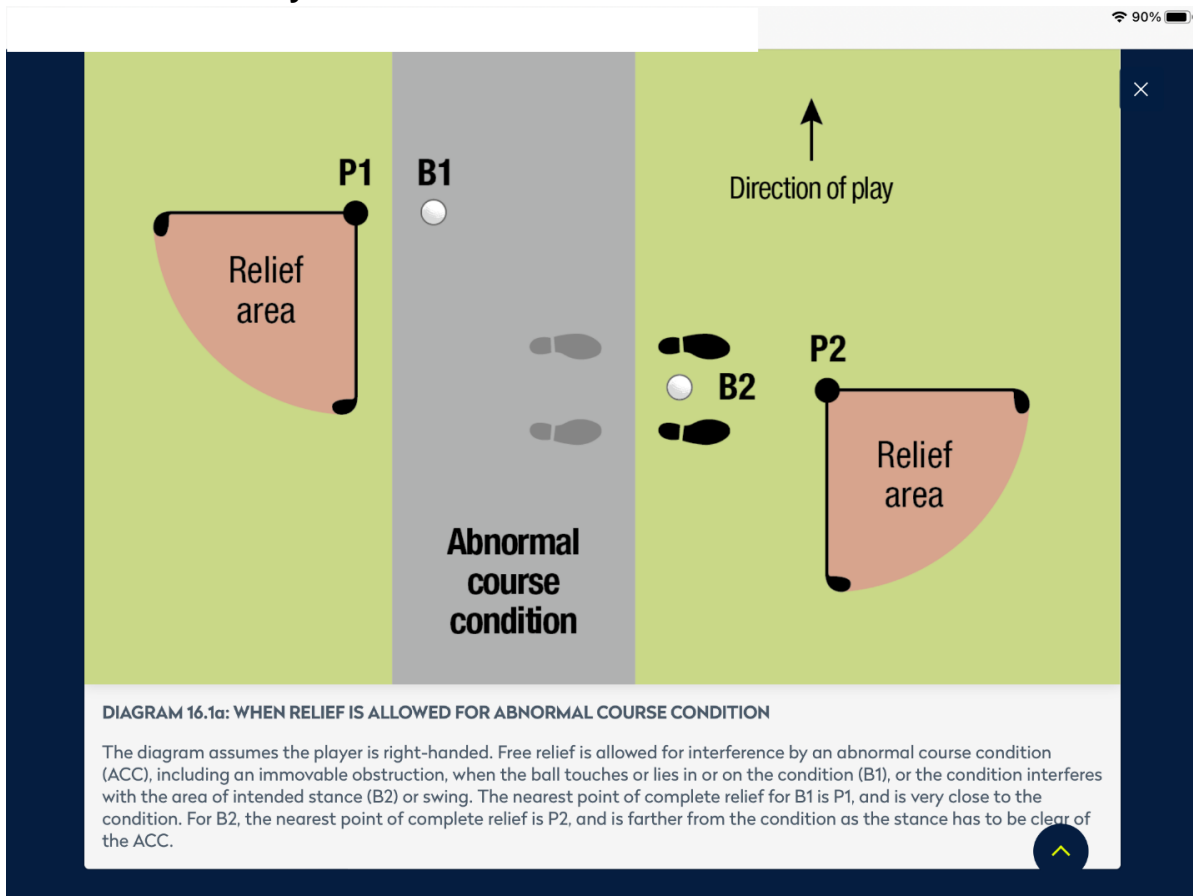 90%
P1 B1
Direction of play
Relief
area
P2
B2
Relief
area
Abnormal
course
condition
DIAGRAM 16.1a: WHEN RELIEF IS ALLOWED FOR ABNORMAL COURSE CONDITION
The diagram assumes the player is right-handed. Free relief is allowed for interference by an abnormal course condition
(ACC), including an immovable obstruction, when the ball touches or lies in or on the condition (B1), or the condition interferes
with the area of intended stance (B2) or swing. The nearest point of complete relief for B1 is P1, and is very close to the
condition. For B2, the nearest point of complete relief is P2, and is farther from the condition as the stance has to be clear of
the ACC.